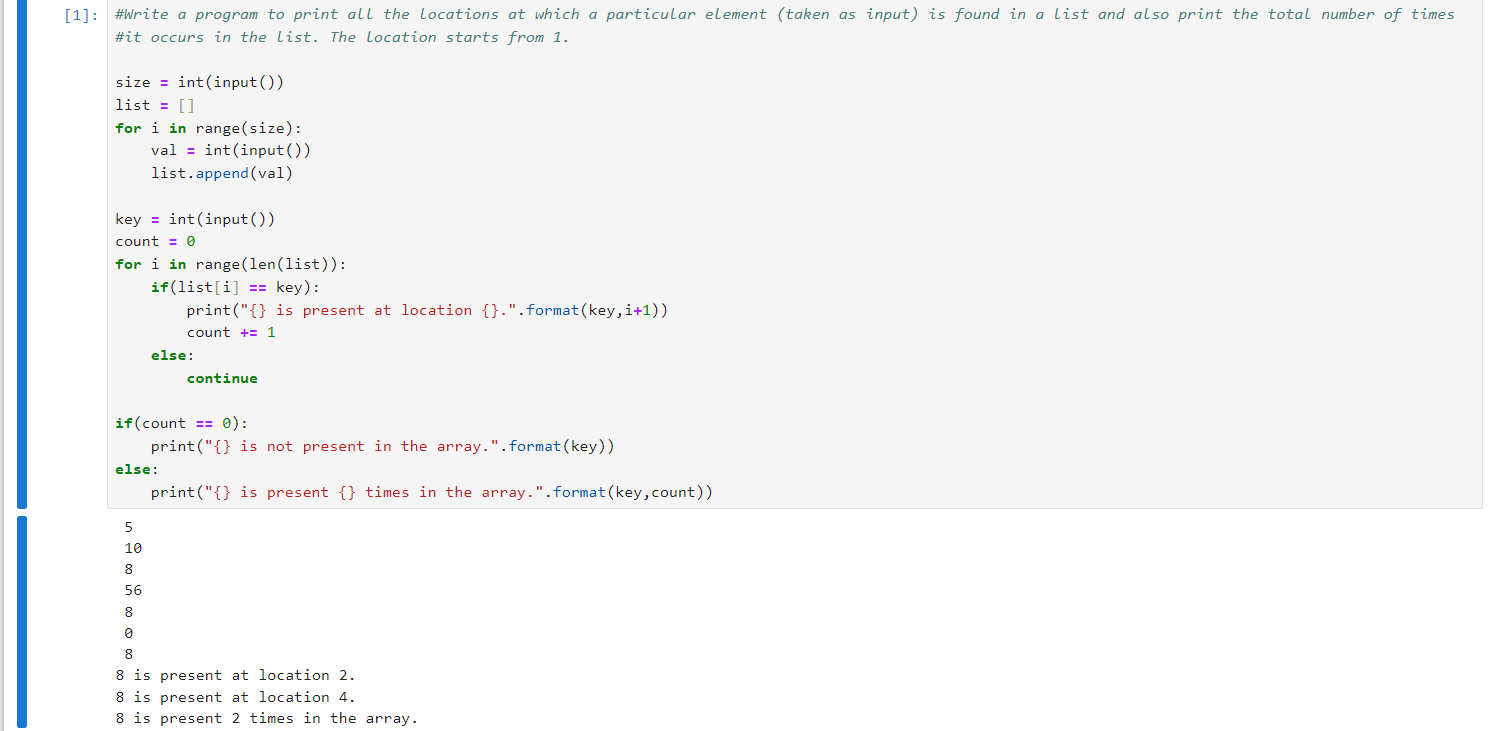 [1]: #Write a program to print all the locations at which a particular element (taken as input) is found in a list and also print the total number of times
#it occurs in the list. The location starts from 1.
size = int(input())
list = []
for i in range(size):
    val = int(input())
    list.append(val)
key = int(input())
count = 0
for i in range(len(list)):
    if(list[i] == key):
        print("{} is present at location {}.".format(key,i+1))
        count += 1
    else:
        continue
if(count == 0):
    print("{} is not present in the array.".format(key))
else:
    print("{} is present {} times in the array.".format(key,count))
5
10
8
56
8
0
8
8 is present at location 2.
8 is present at location 4.
8 is present 2 times in the array.